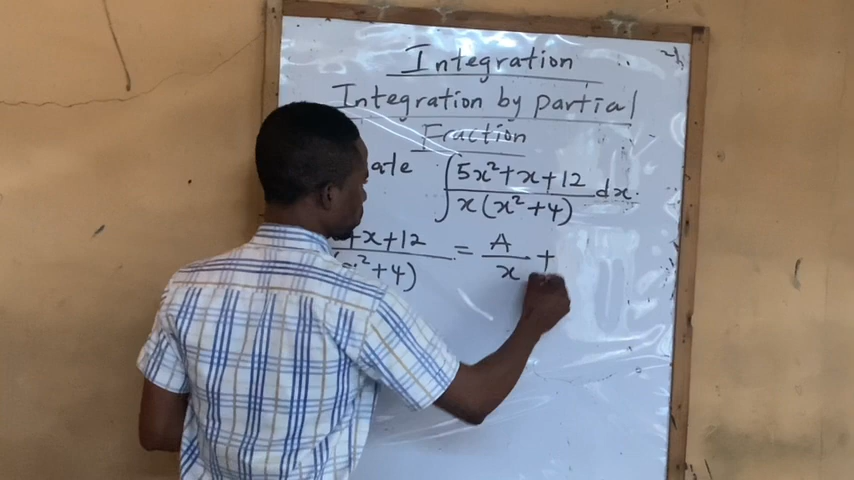 Integration
Integration by partial
Fraction
ate ∫ 5x²+x+12 / x(x²+4) dx
+x+12 / (x²+4) = A / x +